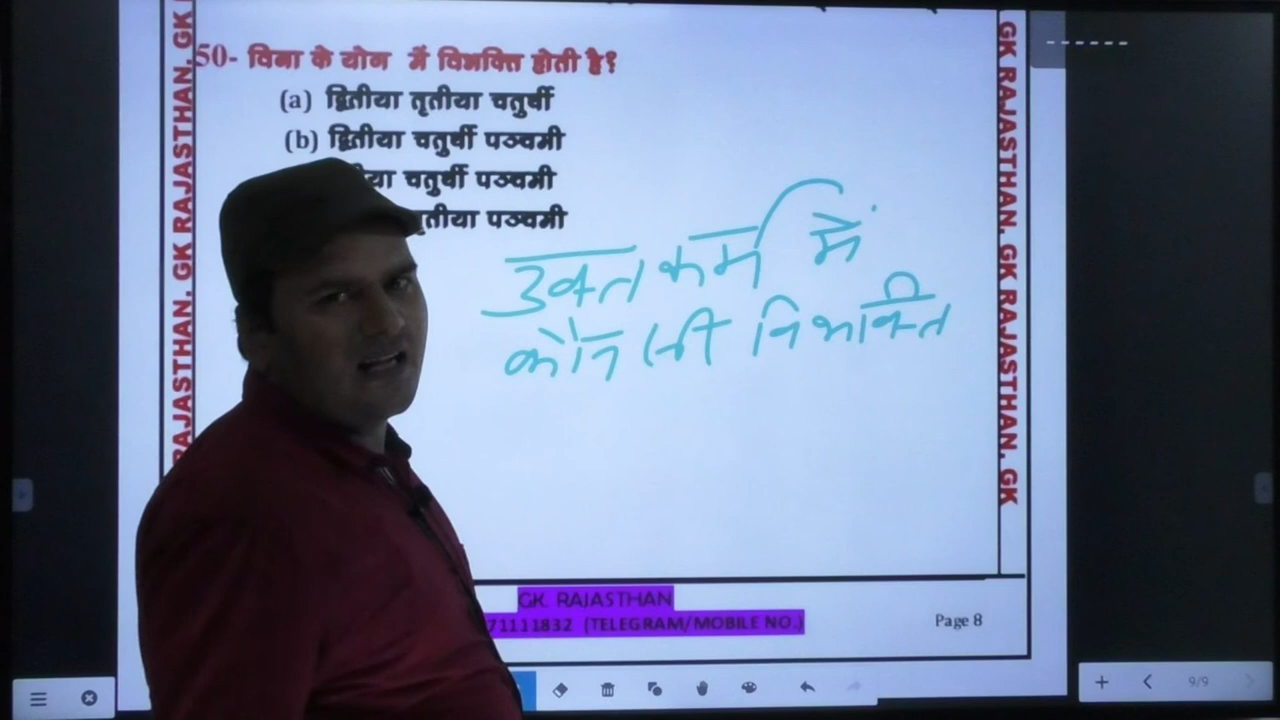 50- विना के योग में विभक्ति होती है?
(a) द्वितीया तृतीया चतुर्थी
(b) द्वितीया चतुर्थी पञ्चमी
चतुर्थी पञ्चमी
पञ्चमी
उक्त कर्म में
कौन सी विभक्ति
RAJASTHAN, GK RAJASTHAN, GK
GK RAJASTHAN, GK RAJASTHAN, GK
GK RAJASTHAN
71111832 (TELEGRAM/MOBILE NO.)
Page 8
9/9